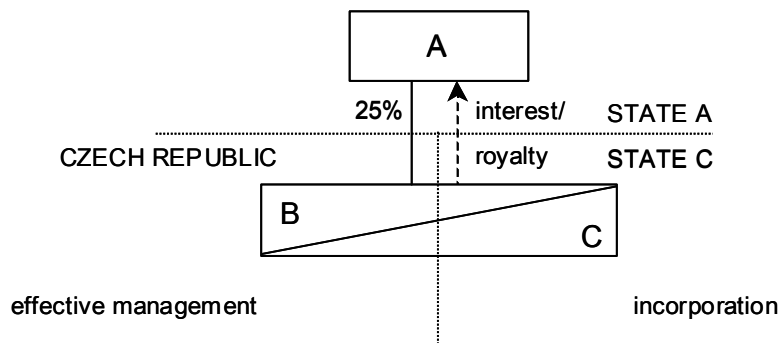 A
25% interest/ STATE A
CZECH REPUBLIC royalty STATE C
B
C
effective management incorporation